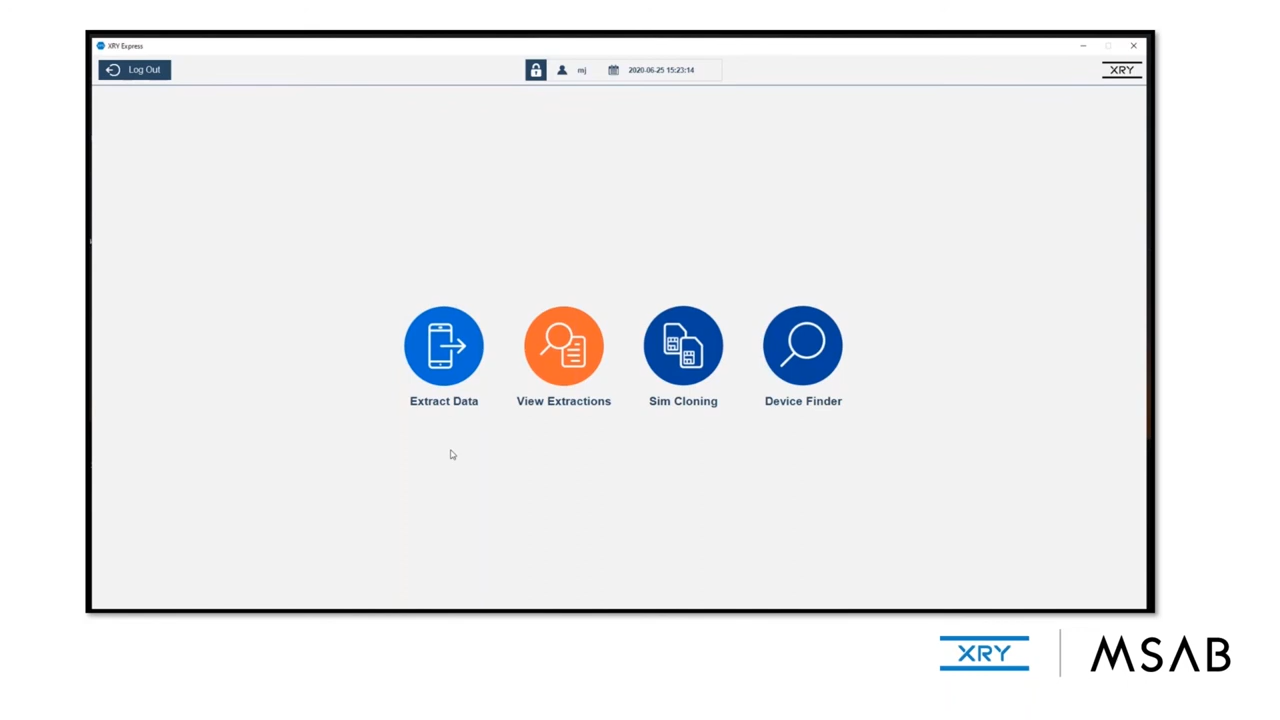 XRY Express
Log Out
mj
2020-06-25 15:23:14
XRY
Extract Data
View Extractions
Sim Cloning
Device Finder
XRY
MSAB